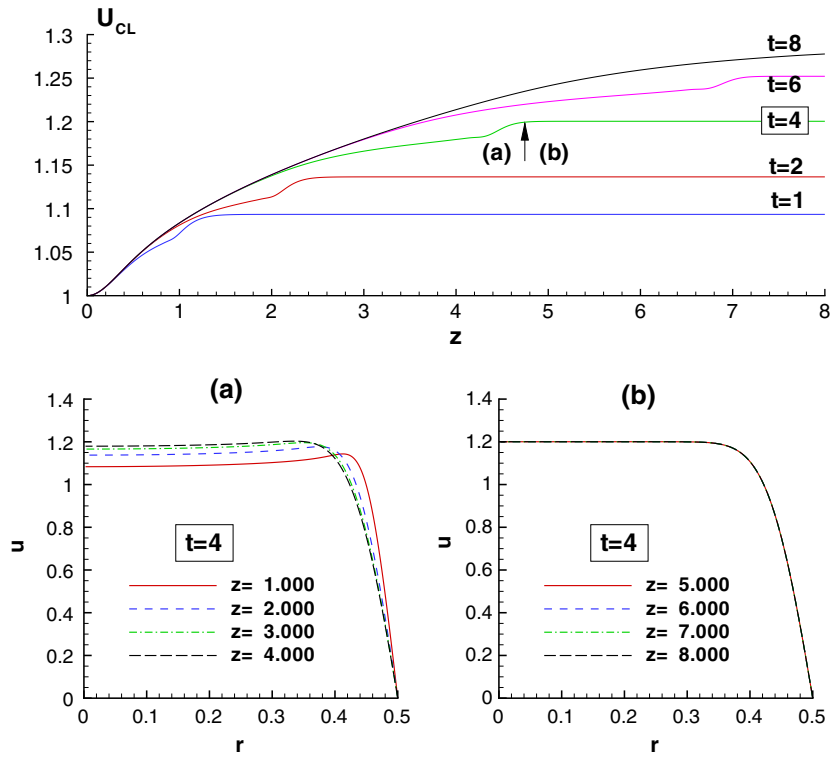 U_CL
1.3
1.25
1.2
1.15
1.1
1.05
1
t=8
t=6
t=4
t=2
t=1
(a) (b)
0 1 2 3 4 5 6 7 8
z
(a)
1.4
1.2
1
0.8
0.6
0.4
0.2
0
u
t=4
z= 1.000
z= 2.000
z= 3.000
z= 4.000
0 0.1 0.2 0.3 0.4 0.5
r
(b)
1.4
1.2
1
0.8
0.6
0.4
0.2
0
u
t=4
z= 5.000
z= 6.000
z= 7.000
z= 8.000
0 0.1 0.2 0.3 0.4 0.5
r